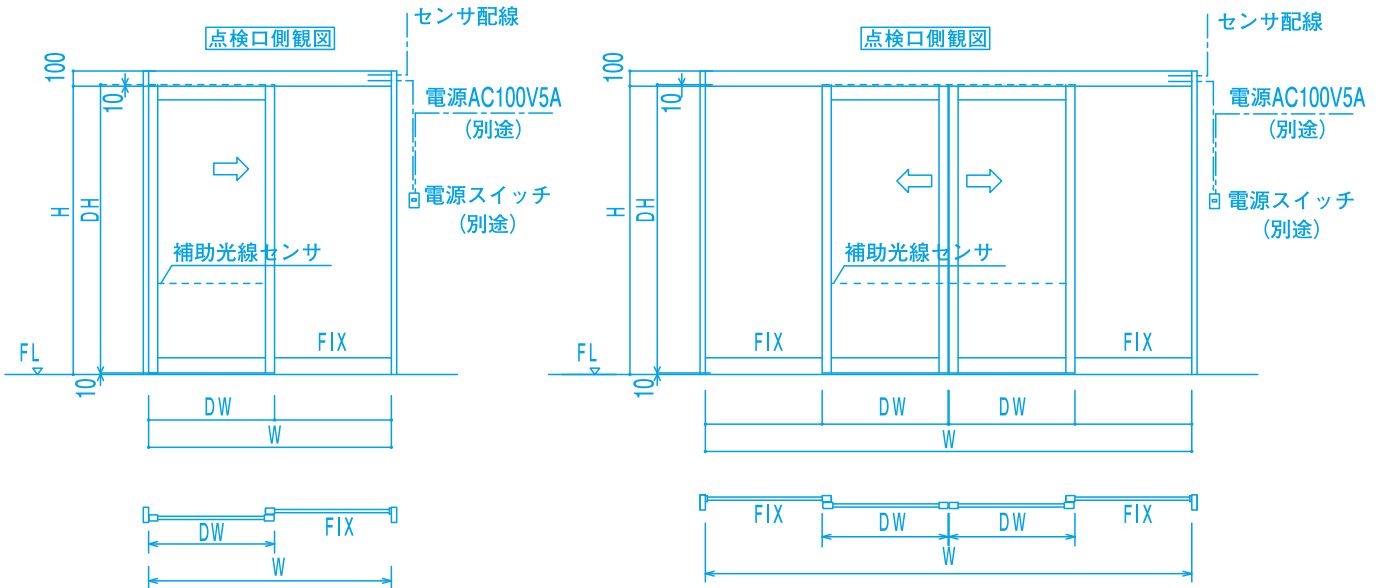 センサ配線
点検口側観図
100
10
電源AC100V5A
(別途)
電源スイッチ
(別途)
H
DH
補助光線センサ
FIX
FL
10
DW
W
DW
FIX
W
センサ配線
点検口側観図
100
10
電源AC100V5A
(別途)
電源スイッチ
(別途)
H
DH
補助光線センサ
FIX
FIX
FL
10
DW
DW
W
FIX
FIX
DW
DW
W